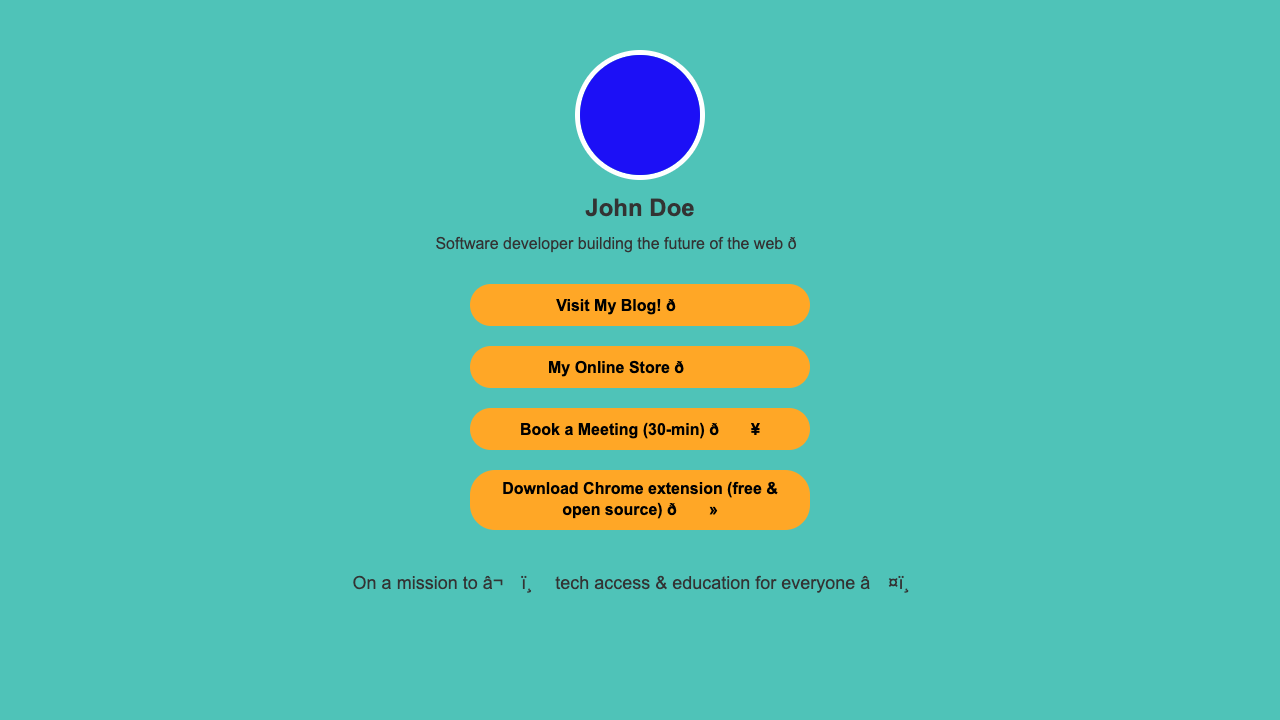 John Doe
Software developer building the future of the web ð
Visit My Blog! ð
My Online Store ð
Book a Meeting (30-min) ð ¥
Download Chrome extension (free &
open source) ð »
On a mission to â¬ ï¸ tech access & education for everyone â ¤ï¸